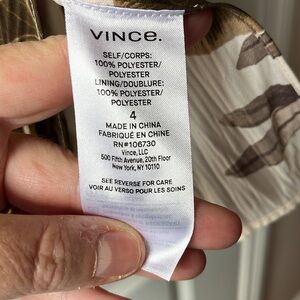 VINCE.
SELF/CORPS:
100% POLYESTER/
POLYESTER
LINING/DOUBLURE:
100% POLYESTER/
POLYESTER
4
MADE IN CHINA
FABRIQUÉ EN CHINE
RN#106730
Vince, LLC
500 Fifth Avenue, 20th Floor
New York, NY 10110
SEE REVERSE FOR CARE
VOIR AU VERSO POUR LES SOINS